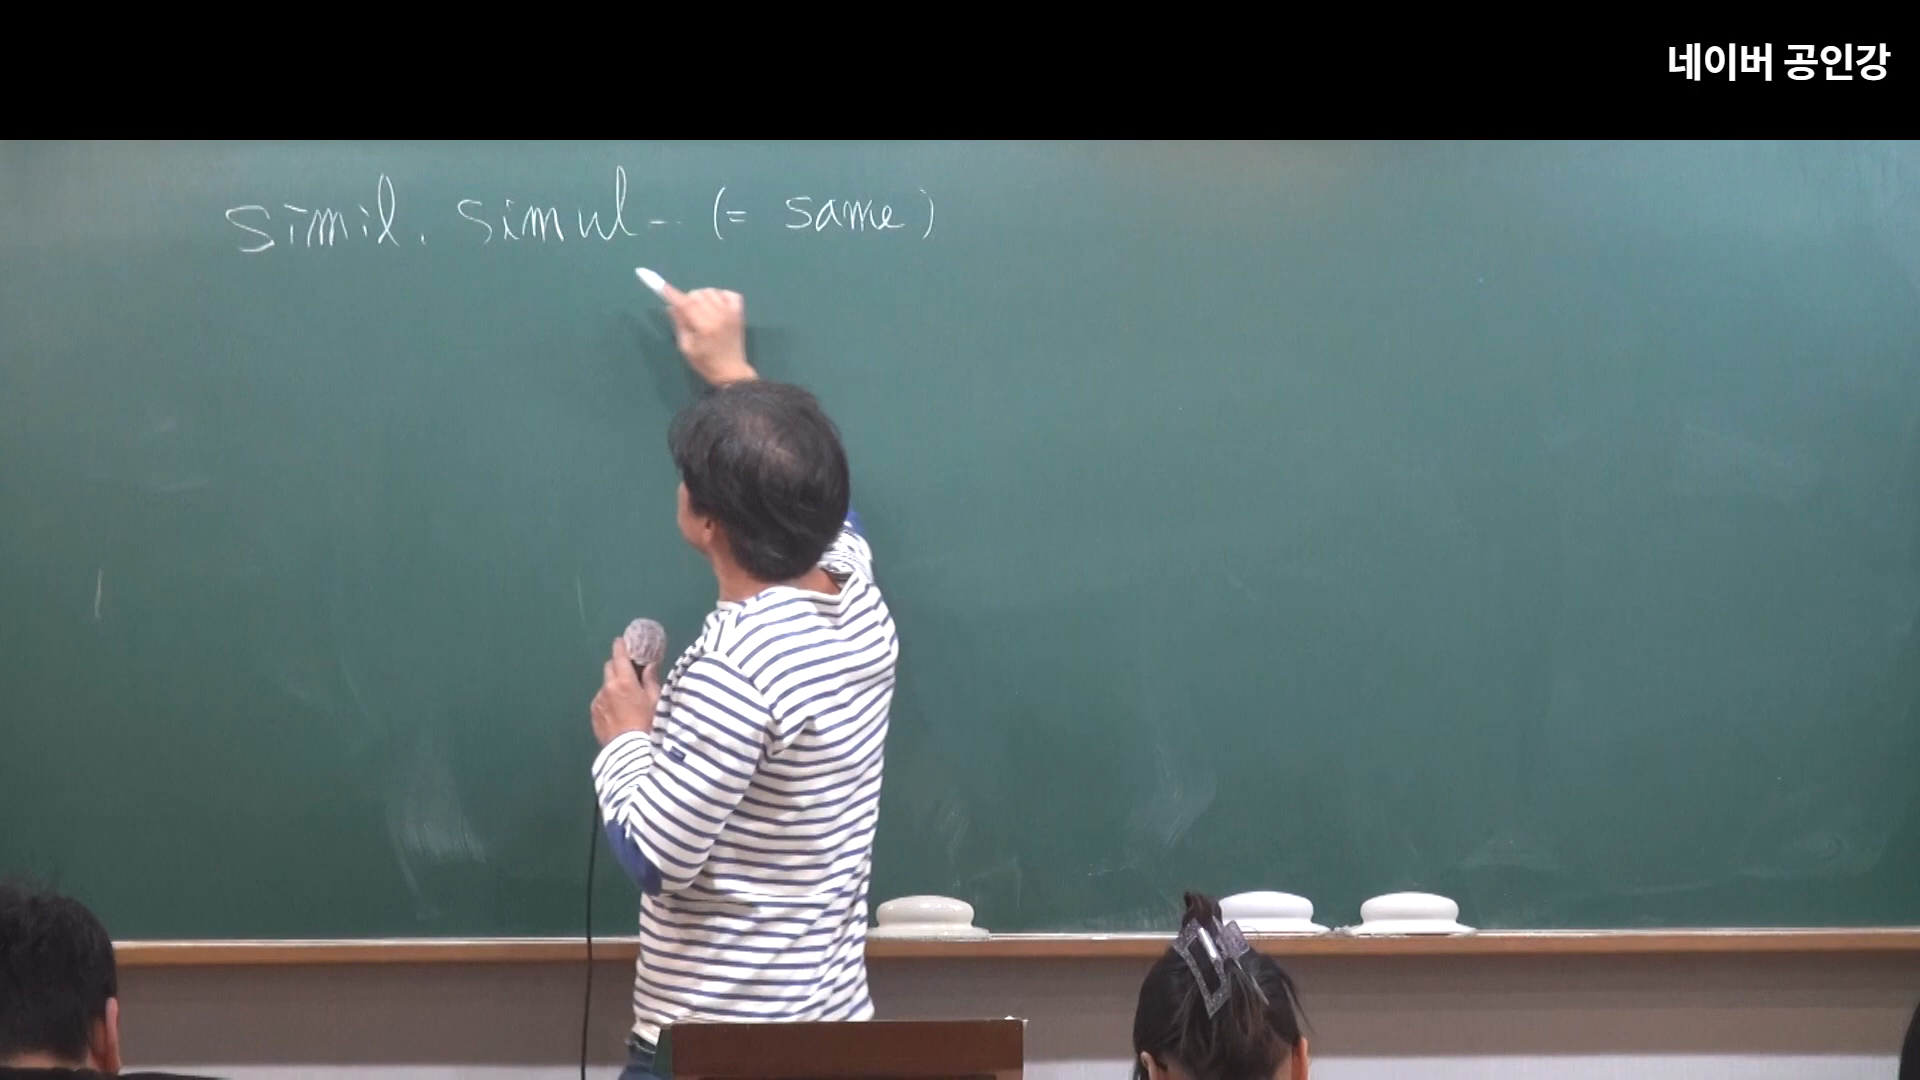 네이버 공인강
simil. simul-- (= same)